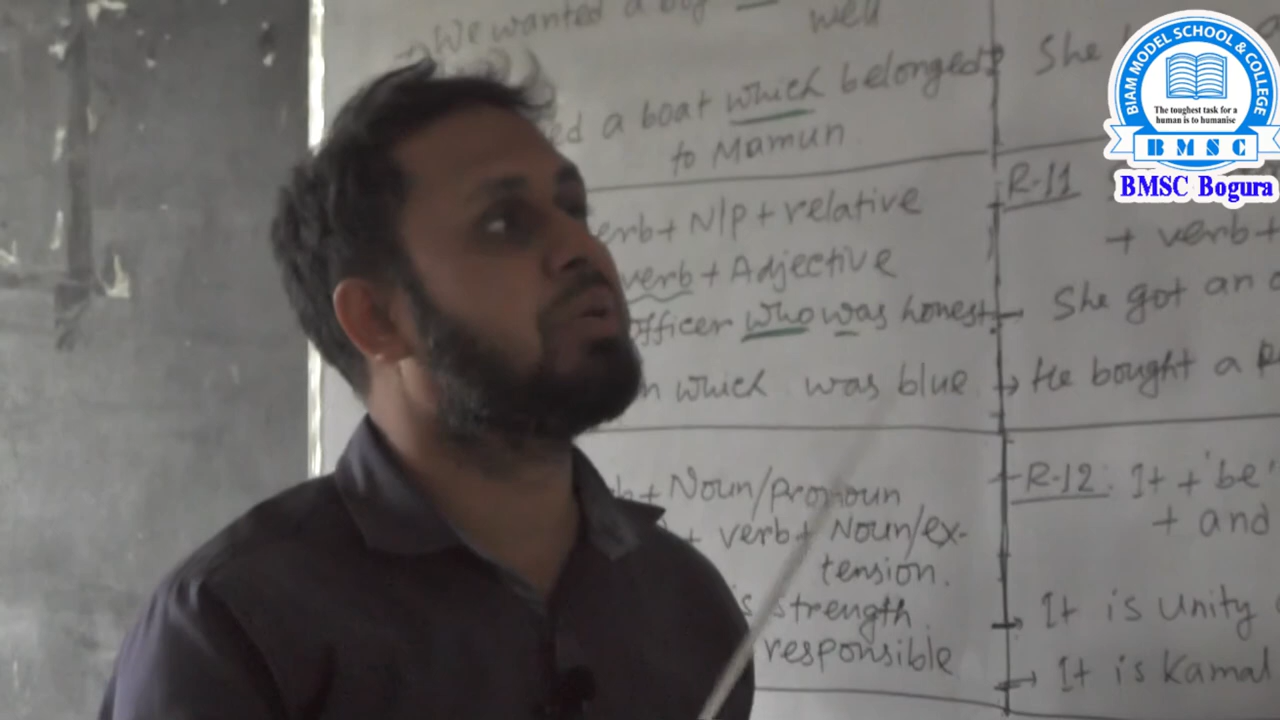 We wanted a boy
well
a boat which belonged
to Mamun
verb + N/P + relative
verb + Adjective
officer who was honest
which was blue
+ Noun/pronoun
+ verb + Noun/ex-
tension.
is strength
responsible
She
R-11
+ verb +
She got an
He bought a
R-12: It + 'be'
+ and
It is Unity
It is Kamal
BIAM MODEL SCHOOL & COLLEGE
The toughest task for a
human is to humanise
BMSC
BMSC Bogura